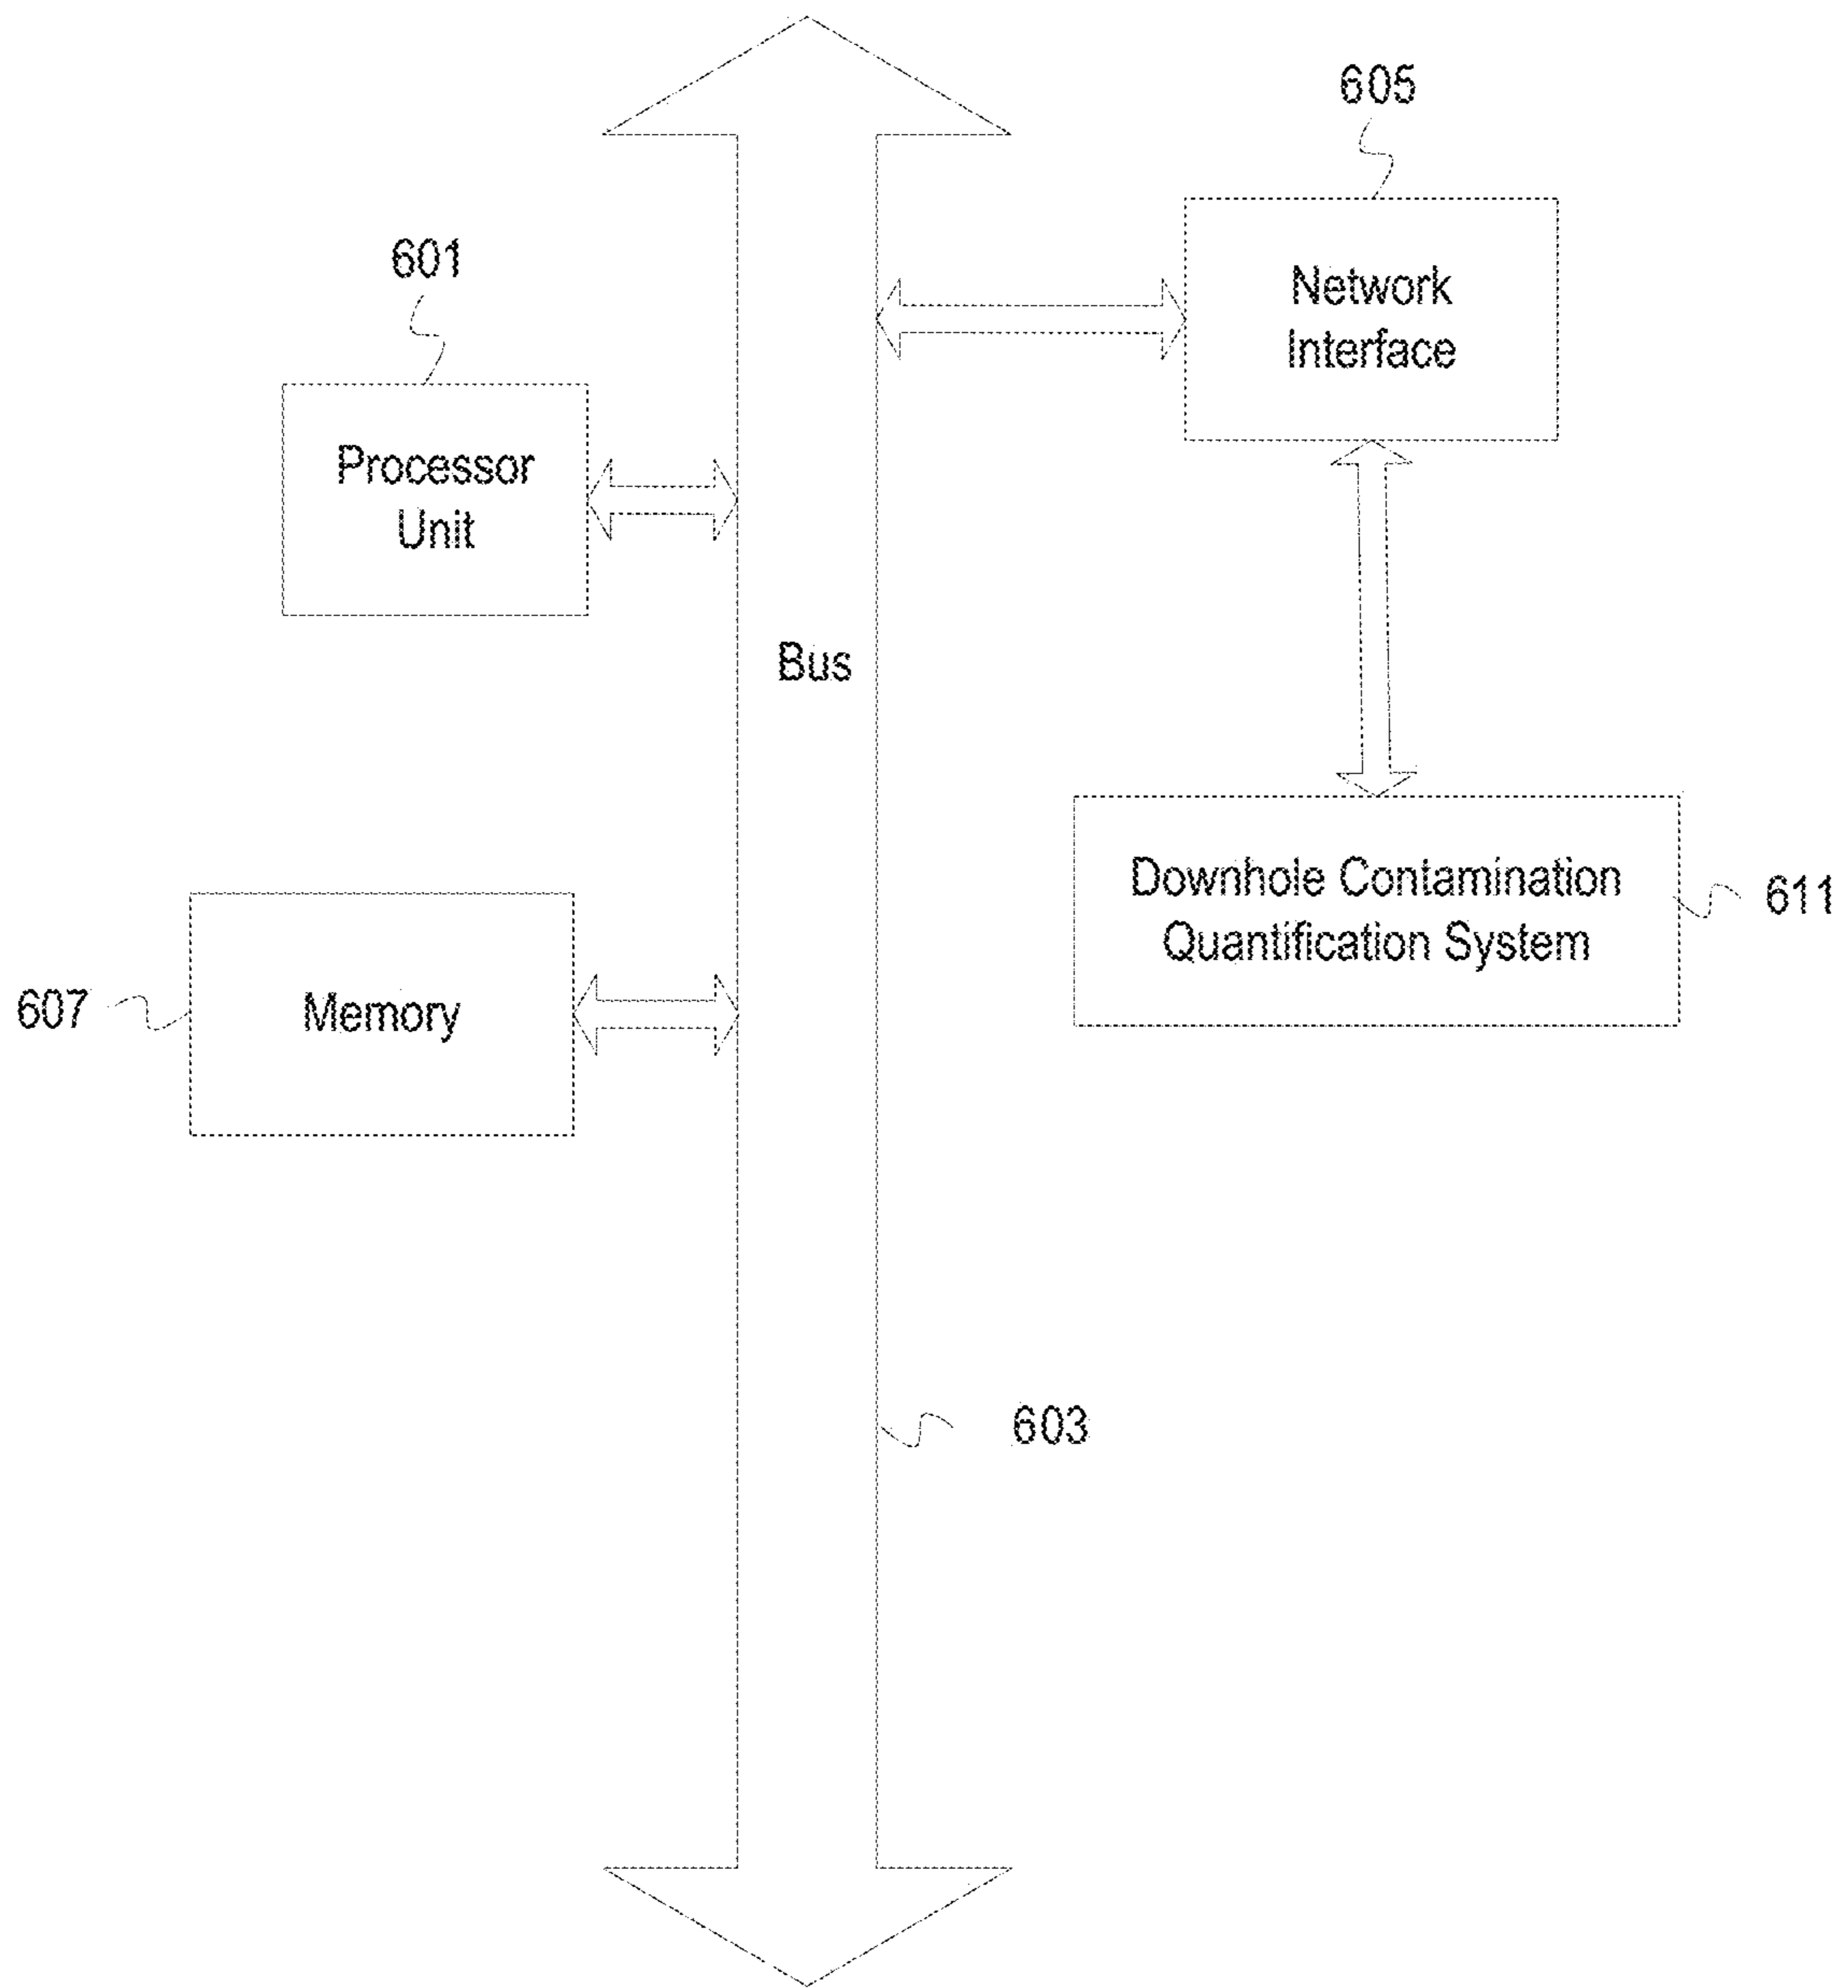 605
601
Network
Interface
Processor
Unit
Bus
Downhole Contamination
Quantification System
611
607
Memory
603